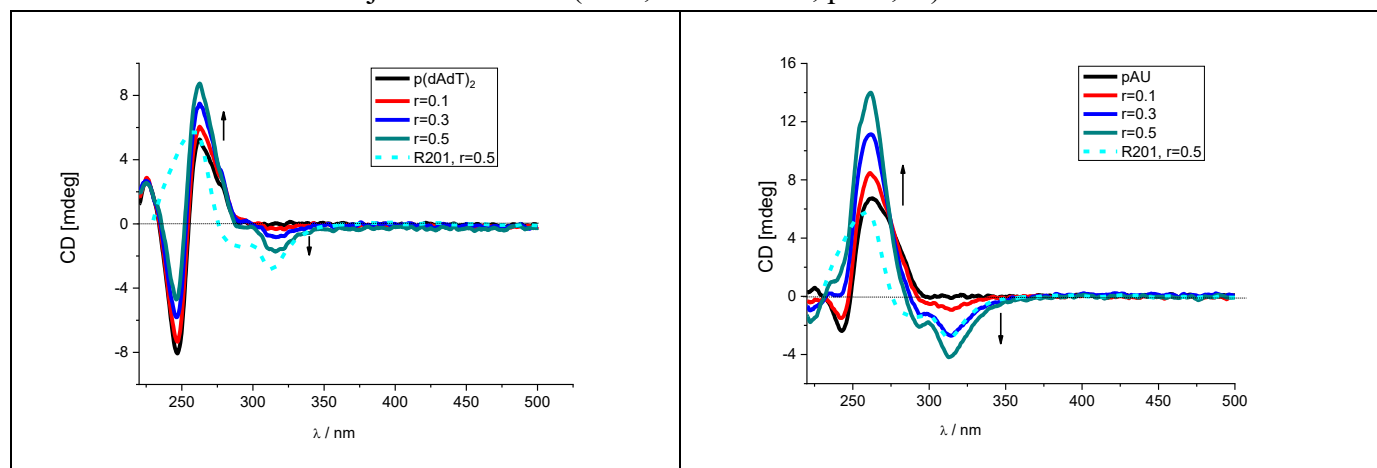 CD [mdeg]
8
4
0
-4
-8
p(dAdT)₂
r=0.1
r=0.3
r=0.5
R201, r=0.5
250 300 350 400 450 500
λ / nm
CD [mdeg]
16
12
8
4
0
-4
pAU
r=0.1
r=0.3
r=0.5
R201, r=0.5
250 300 350 400 450 500
λ / nm